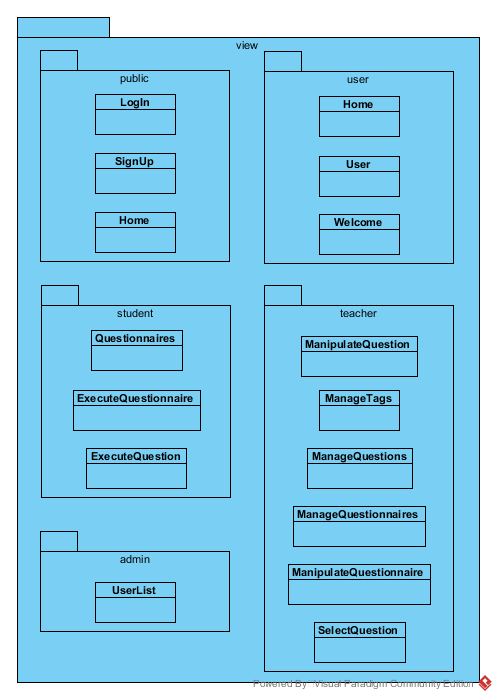 view
public
LogIn
SignUp
Home
user
Home
User
Welcome
student
Questionnaires
ExecuteQuestionnaire
ExecuteQuestion
teacher
ManipulateQuestion
ManageTags
ManageQuestions
ManageQuestionnaires
ManipulateQuestionnaire
SelectQuestion
admin
UserList
Powered By Visual Paradigm Community Edition